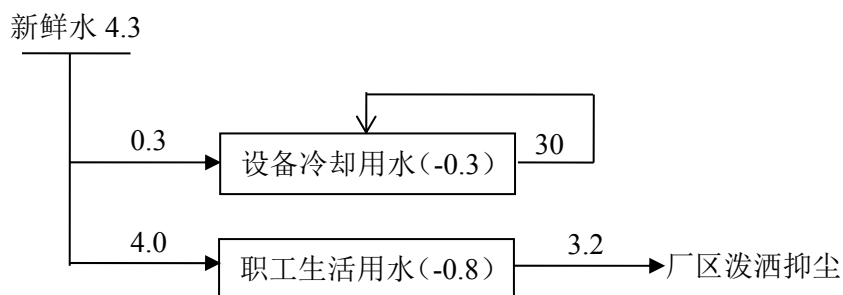 新鲜水 4.3
0.3
设备冷却用水(-0.3)
30
4.0
职工生活用水(-0.8)
3.2
厂区泼洒抑尘